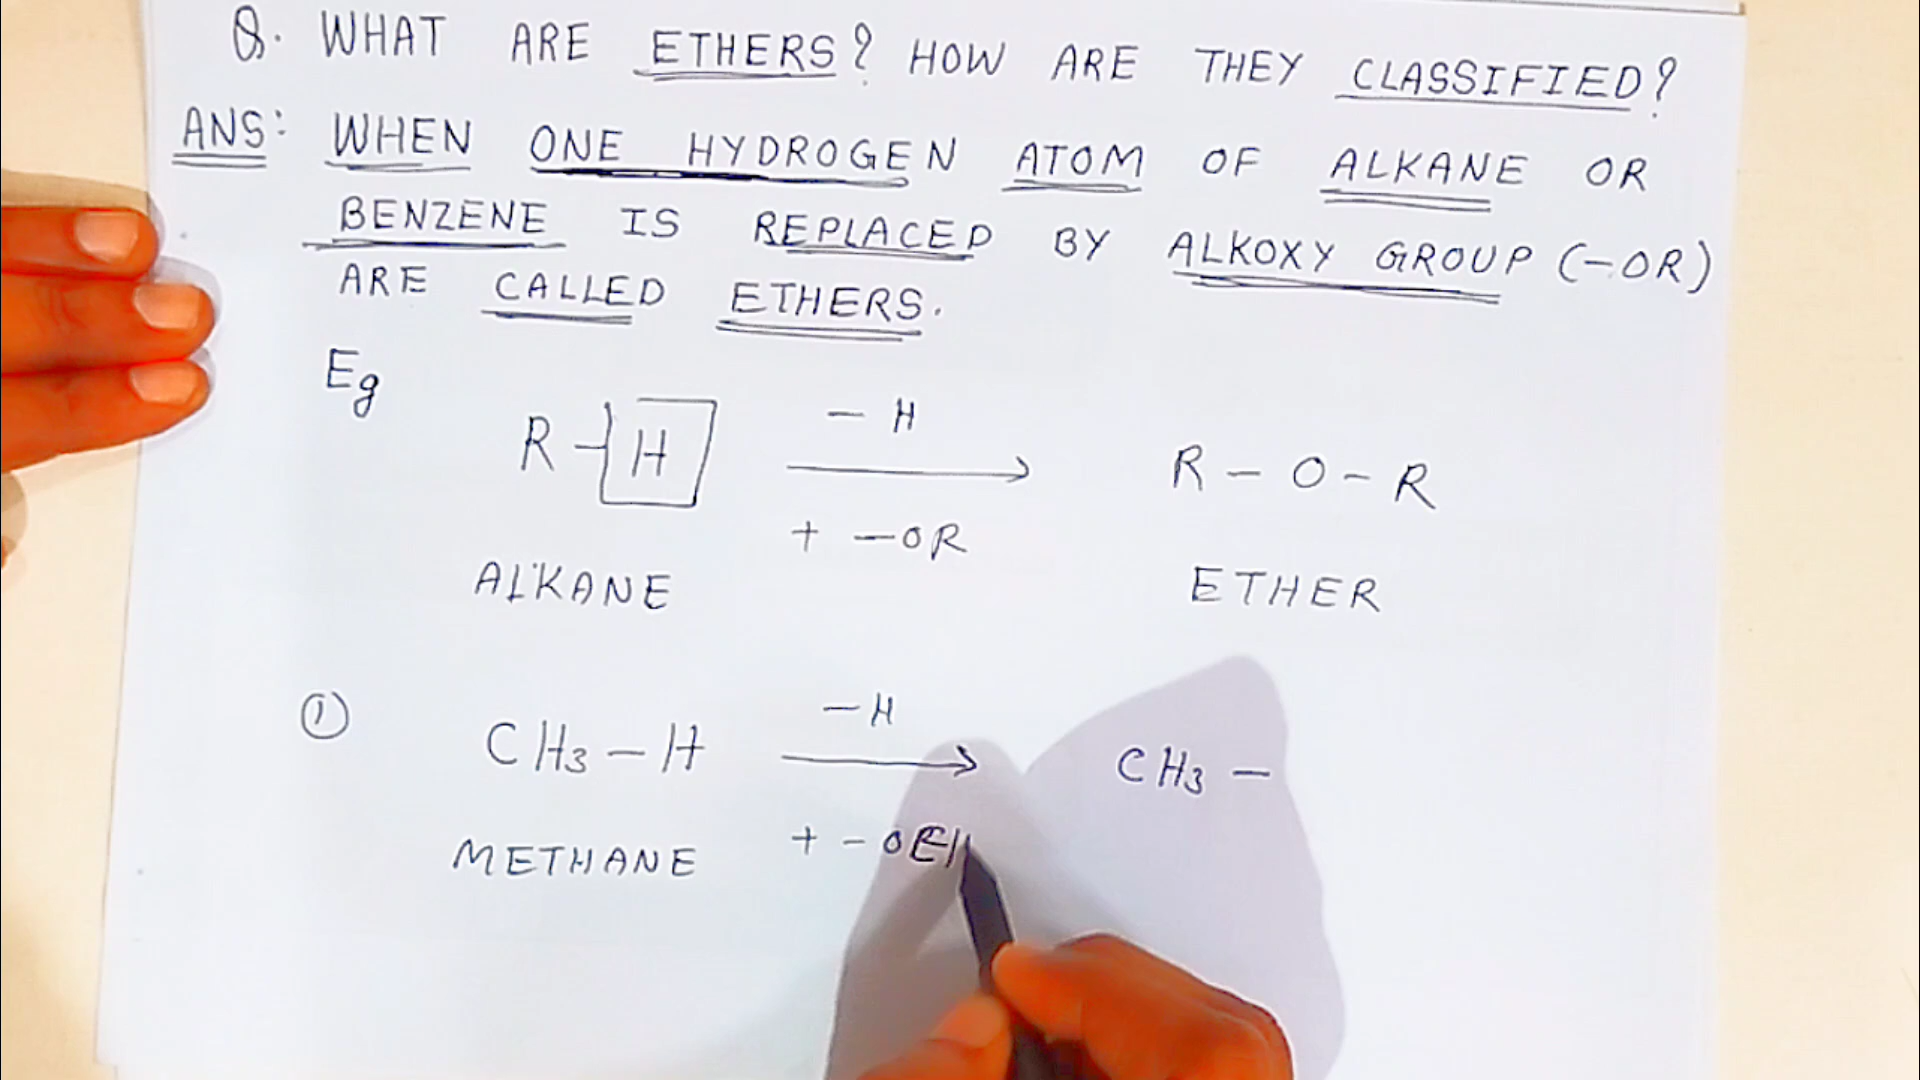 Q. WHAT ARE ETHERS? HOW ARE THEY CLASSIFIED?
ANS: WHEN ONE HYDROGEN ATOM OF ALKANE OR
BENZENE IS REPLACED BY ALKOXY GROUP (-OR)
ARE CALLED ETHERS.
Eg
R - H — H → + —OR R - O - R
ALKANE ETHER
① CH3 - H — H → CH3 -
METHANE + - O